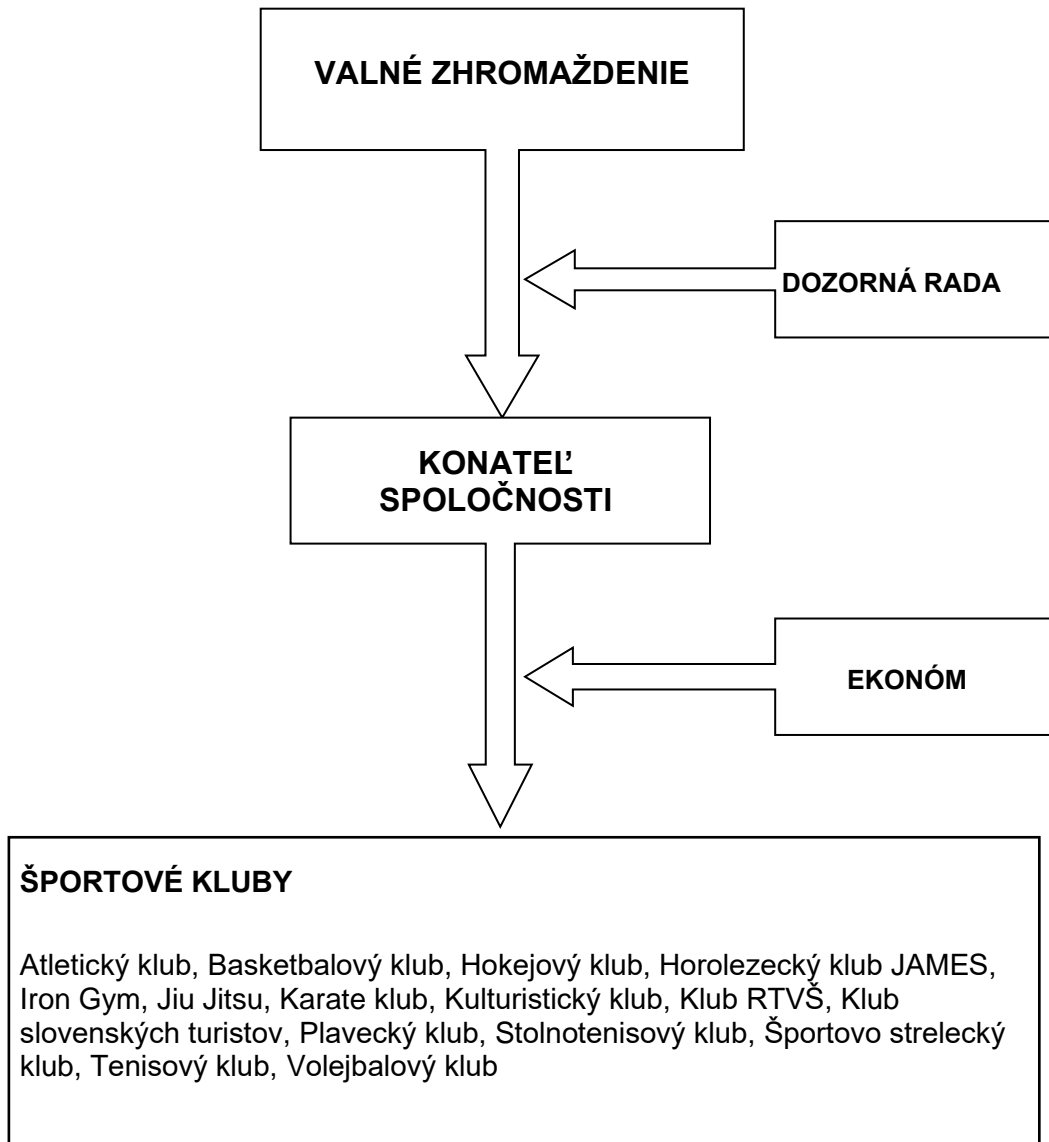 VALNÉ ZHROMAŽDENIE
DOZORNÁ RADA
KONATEĽ
SPOLOČNOSTI
EKONÓM
ŠPORTOVÉ KLUBY
Atletický klub, Basketbalový klub, Hokejový klub, Horolezecký klub JAMES,
Iron Gym, Jiu Jitsu, Karate klub, Kulturistický klub, Klub RTVŠ, Klub
slovenských turistov, Plavecký klub, Stolnotenisový klub, Športovo strelecký
klub, Tenisový klub, Volejbalový klub